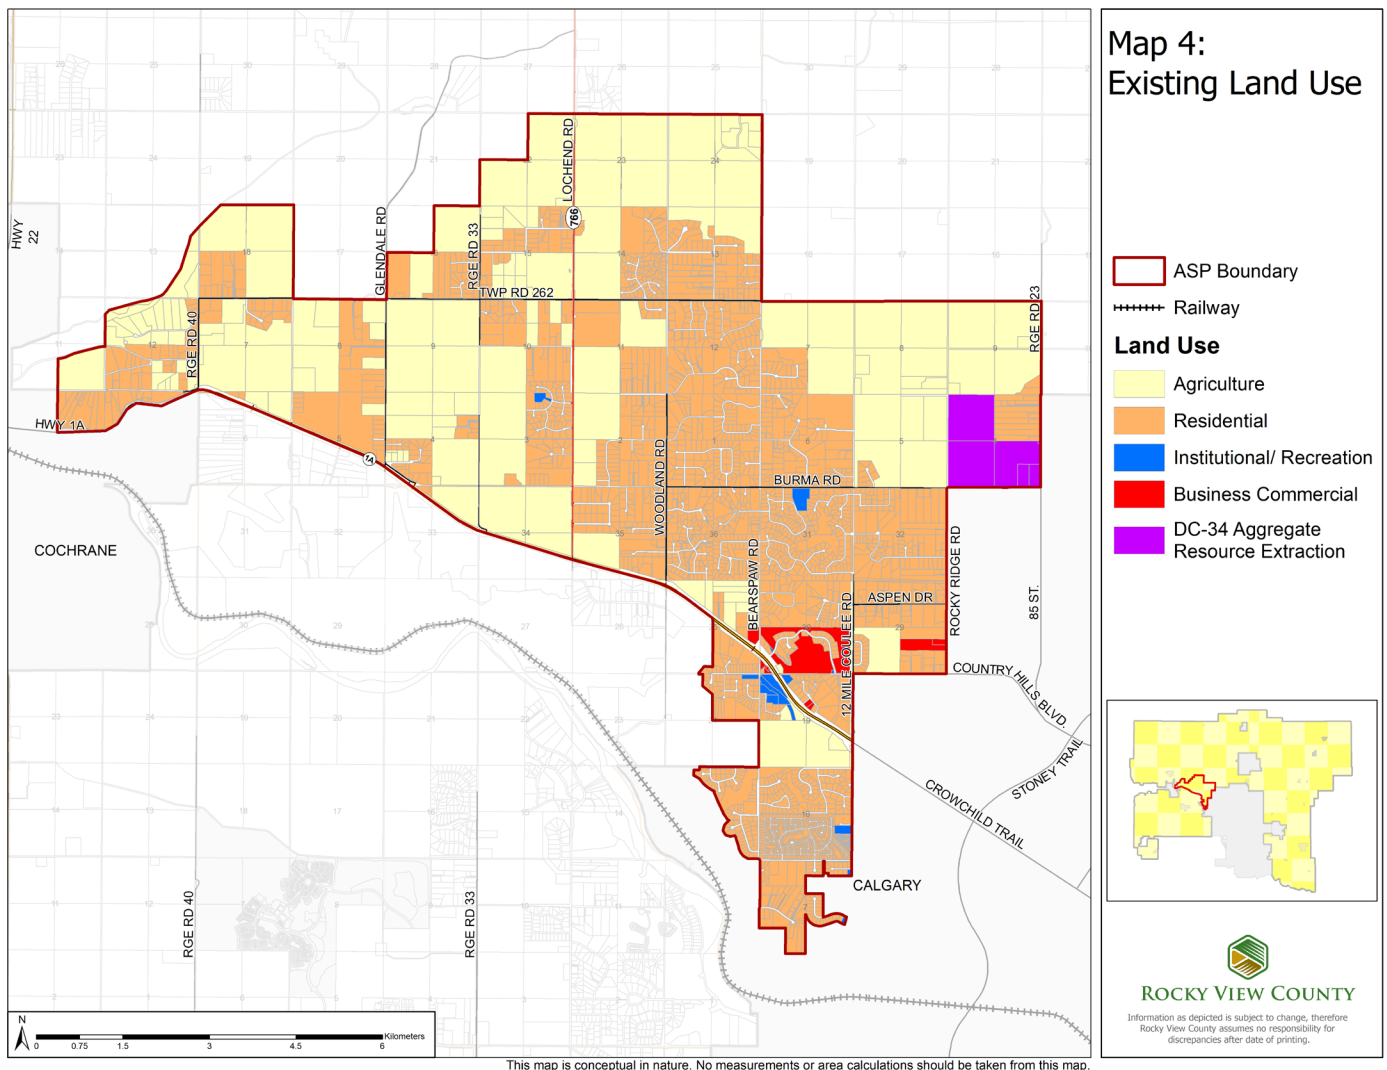 Map 4:
Existing Land Use
ASP Boundary
Railway
Land Use
Agriculture
Residential
Institutional/ Recreation
Business Commercial
DC-34 Aggregate
Resource Extraction
ROCKY VIEW COUNTY
Information as depicted is subject to change, therefore
Rocky View County assumes no responsibility for
discrepancies after date of printing.
HWY
22
GLENDALE RD
RGE RD 33
LOCHEND RD
766
TWP RD 262
RGE RD 40
RGE RD 23
HWY 1A
1A
WOODLAND RD
BURMA RD
COCHRANE
BEARSPAW RD
ASPEN DR
ROCKY RIDGE RD
85 ST.
12 MILE COULEE RD
COUNTRY HILLS BLVD.
STONEY TRAIL
CROWCHILD TRAIL
CALGARY
RGE RD 40
RGE RD 33
N
Kilometers
0 0.75 1.5 3 4.5 6
This map is conceptual in nature. No measurements or area calculations should be taken from this map.